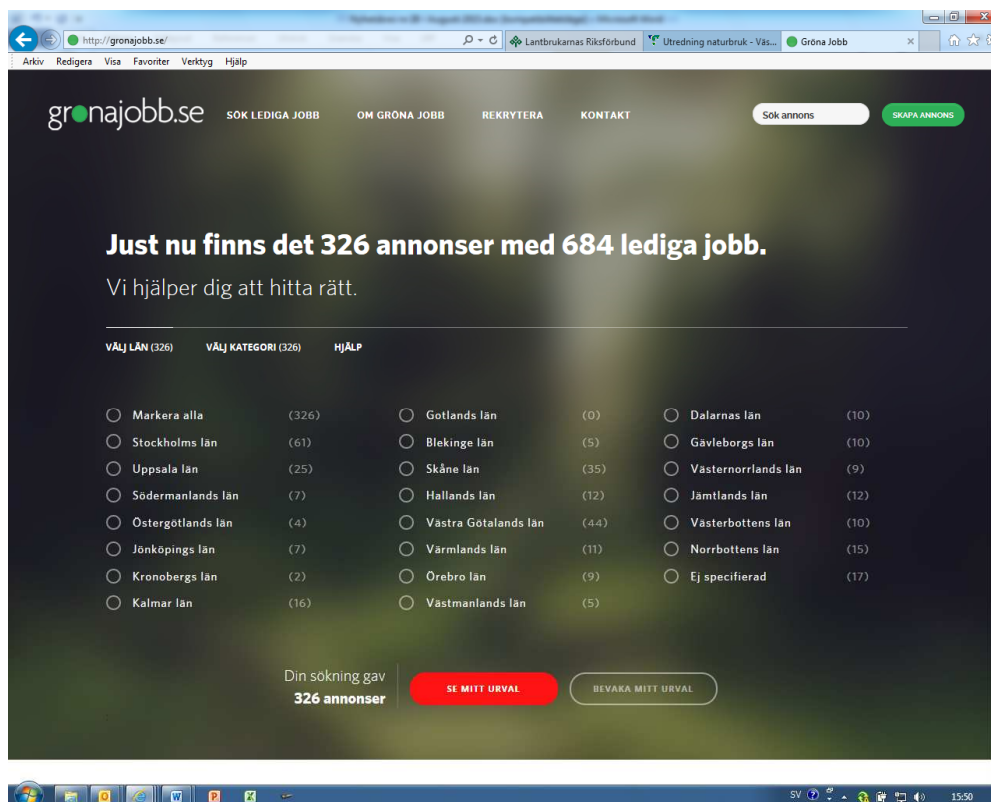 http://gronajobb.se/
Lantbrukarnas Riksförbund
Utredning naturbruk - Väs...
Gröna Jobb
Arkiv Redigera Visa Favoriter Verktyg Hjälp
gronajobb.se
SÖK LEDIGA JOBB
OM GRÖNA JOBB
REKRYTERA
KONTAKT
Sök annons
SKAPA ANNONS
Just nu finns det 326 annonser med 684 lediga jobb.
Vi hjälper dig att hitta rätt.
VÄLJ LÄN (326) VÄLJ KATEGORI (326) HJÄLP
Markera alla (326)
Stockholms län (61)
Uppsala län (25)
Södermanlands län (7)
Östergötlands län (4)
Jönköpings län (7)
Kronobergs län (2)
Kalmar län (16)
Gotlands län (0)
Blekinge län (5)
Skåne län (35)
Hallands län (12)
Västra Götalands län (44)
Värmlands län (11)
Örebro län (9)
Västmanlands län (5)
Dalarnas län (10)
Gävleborgs län (10)
Västernorrlands län (9)
Jämtlands län (12)
Västerbottens län (10)
Norrbottens län (15)
Ej specifierad (17)
Din sökning gav
326 annonser
SE MITT URVAL
BEVAKA MITT URVAL
SV
15:50